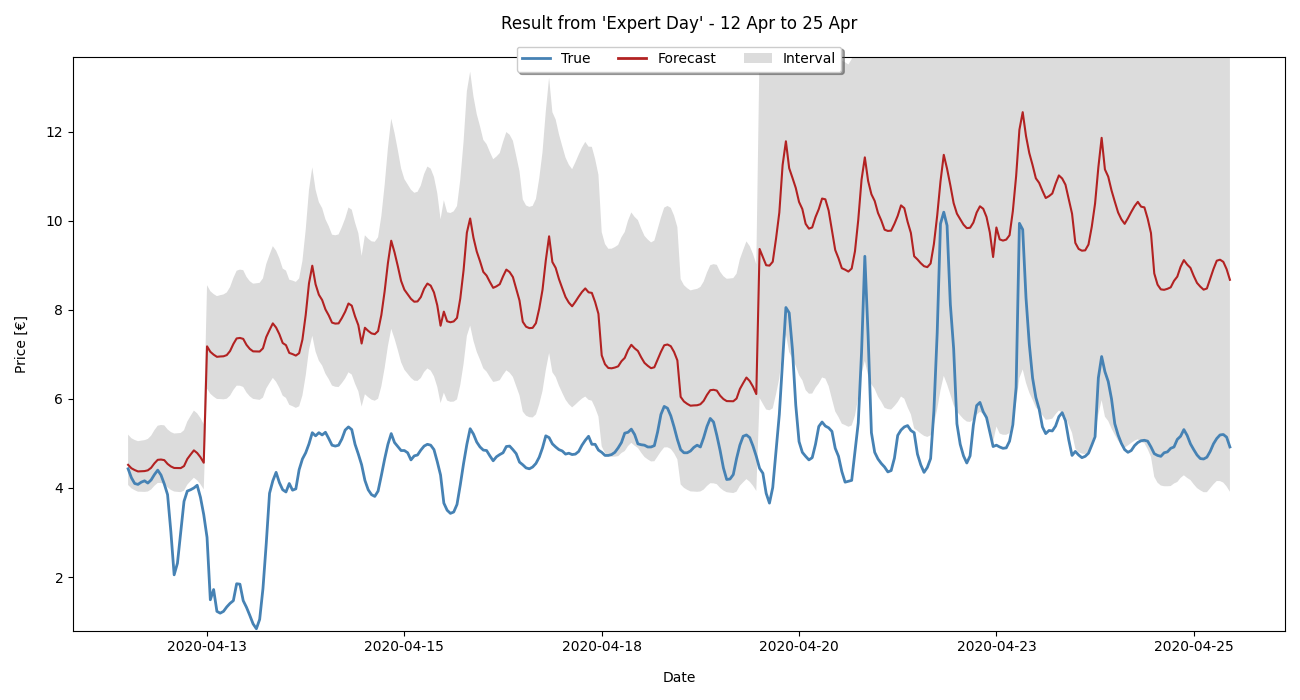 Result from 'Expert Day' - 12 Apr to 25 Apr
True Forecast Interval
12
10
8
6
4
2
Price [€]
2020-04-13 2020-04-15 2020-04-18 2020-04-20 2020-04-23 2020-04-25
Date